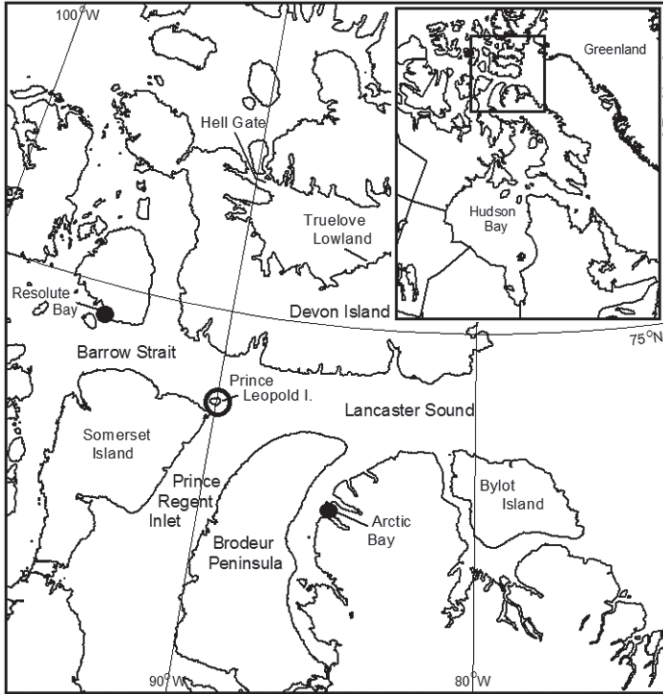 100°W
Greenland
Hell Gate
Hudson
Bay
Truelove
Lowland
Resolute
Bay
Devon Island
75°N
Barrow Strait
Prince
Leopold I.
Lancaster Sound
Somerset
Island
Prince
Regent
Inlet
Bylot
Island
Arctic
Bay
Brodeur
Peninsula
90°W
80°W